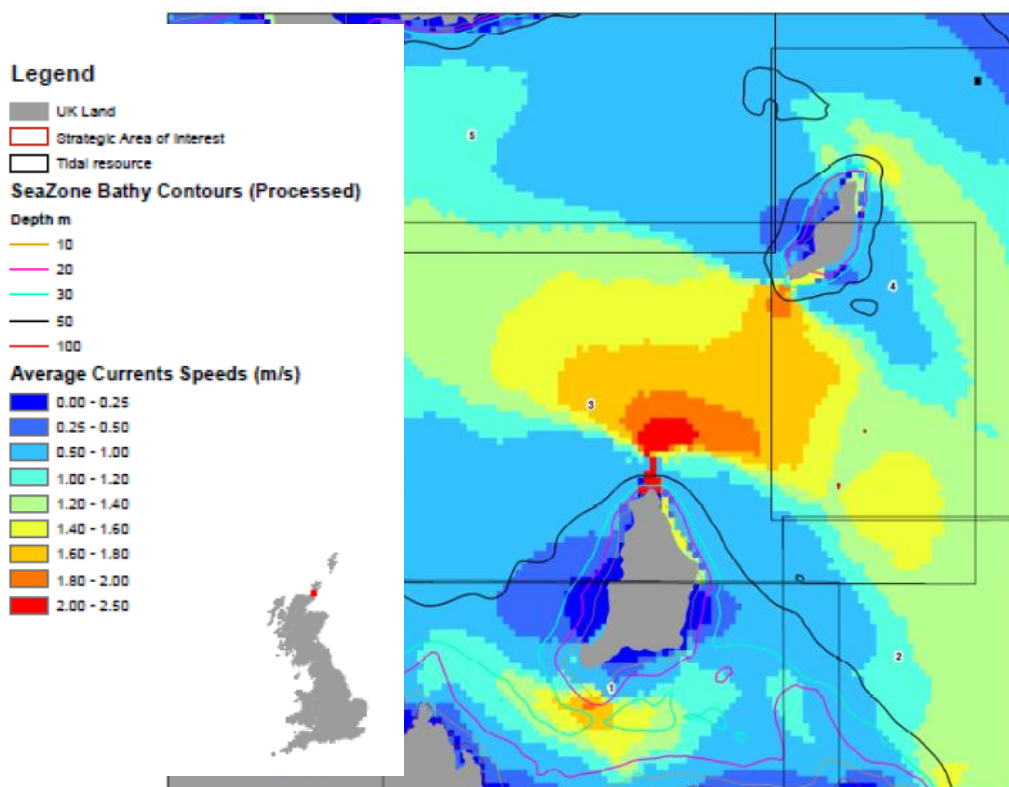 Legend
UK Land
Strategic Area of Interest
Tidal resource
SeaZone Bathy Contours (Processed)
Depth m
10
20
30
50
100
Average Currents Speeds (m/s)
0.00 - 0.25
0.25 - 0.50
0.50 - 1.00
1.00 - 1.20
1.20 - 1.40
1.40 - 1.60
1.60 - 1.80
1.80 - 2.00
2.00 - 2.50
5
4
3
2
1